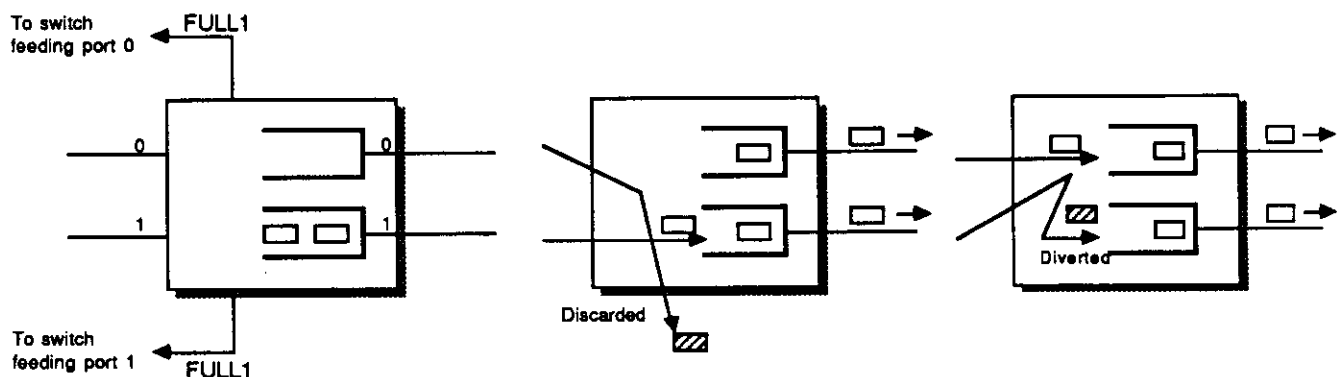 To switch
feeding port 0
FULL1
0
0
1
1
To switch
feeding port 1
FULL1
Discarded
Diverted